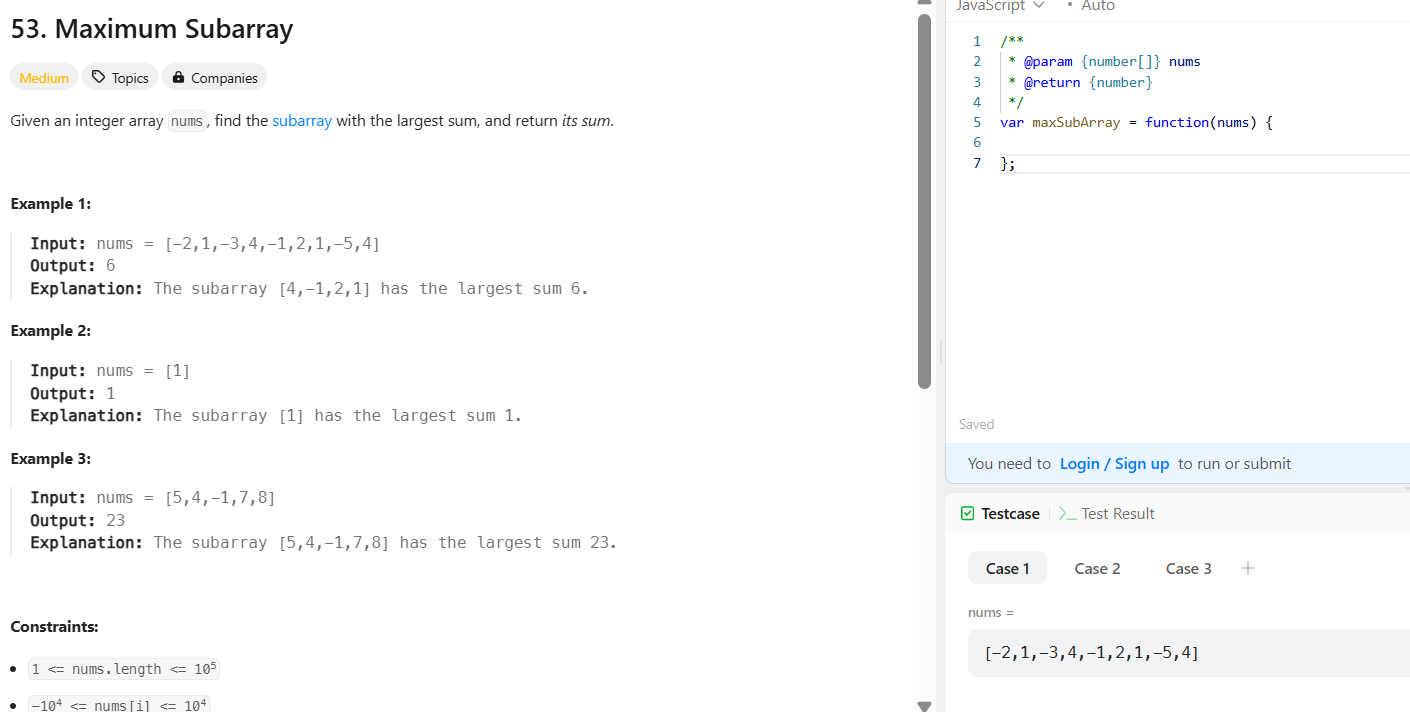 53. Maximum Subarray
Medium Topics Companies
Given an integer array nums, find the subarray with the largest sum, and return its sum.
Example 1:
Input: nums = [-2,1,-3,4,-1,2,1,-5,4]
Output: 6
Explanation: The subarray [4,-1,2,1] has the largest sum 6.
Example 2:
Input: nums = [1]
Output: 1
Explanation: The subarray [1] has the largest sum 1.
Example 3:
Input: nums = [5,4,-1,7,8]
Output: 23
Explanation: The subarray [5,4,-1,7,8] has the largest sum 23.
Constraints:
• 1 <= nums.length <= 10⁵
• -10⁴ <= nums[i] <= 10⁴
JavaScript • Auto
1 /**
2 * @param {number[]} nums
3 * @return {number}
4 */
5 var maxSubArray = function(nums) {
6
7 };
Saved
You need to Login / Sign up to run or submit
Testcase >_ Test Result
Case 1 Case 2 Case 3 +
nums =
[-2,1,-3,4,-1,2,1,-5,4]